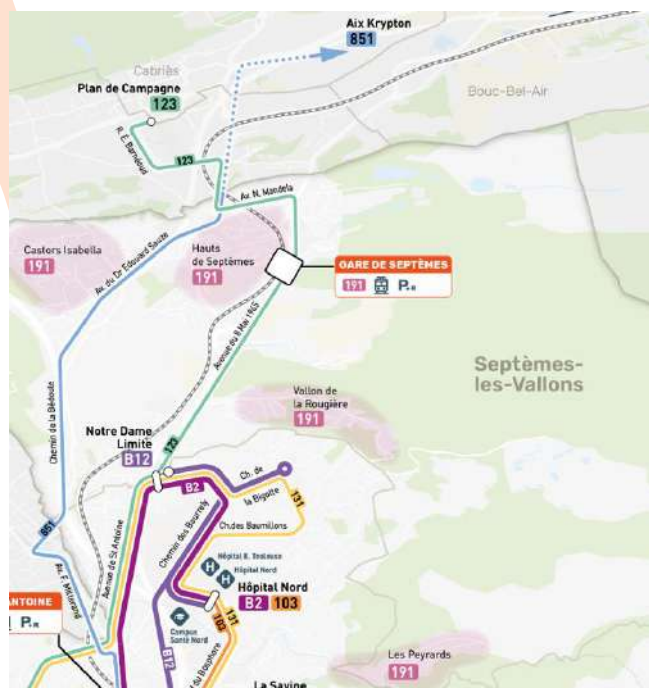 Aix Krypton
851
Cabriès
Plan de Campagne
123
Bouc-Bel-Air
R. E. Barnéoud
123
Av. N. Mandela
Castors Isabella
191
Av. du Dr Edouard Sauze
Hauts
de Septèmes
191
GARE DE SEPTÈMES
191
P+R
Avenue du 8 Mai 1945
Septèmes-
les-Vallons
Vallon de
la Rougière
191
Chemin de la Bédoule
Notre Dame
Limite
B12
123
B2
Ch. de
la Bigotte
131
Chemin des Bourrely
Ch.des Baumillons
851
Avenue de St Antoine
Av. F. Mitterand
Hôpital E. Toulouse
H
Hôpital Nord
H
Hôpital Nord
B2 103
ANTOINE
P+R
Campus
Santé Nord
103
131
B12
du Bosphore
Les Peyrards
191
La Savine